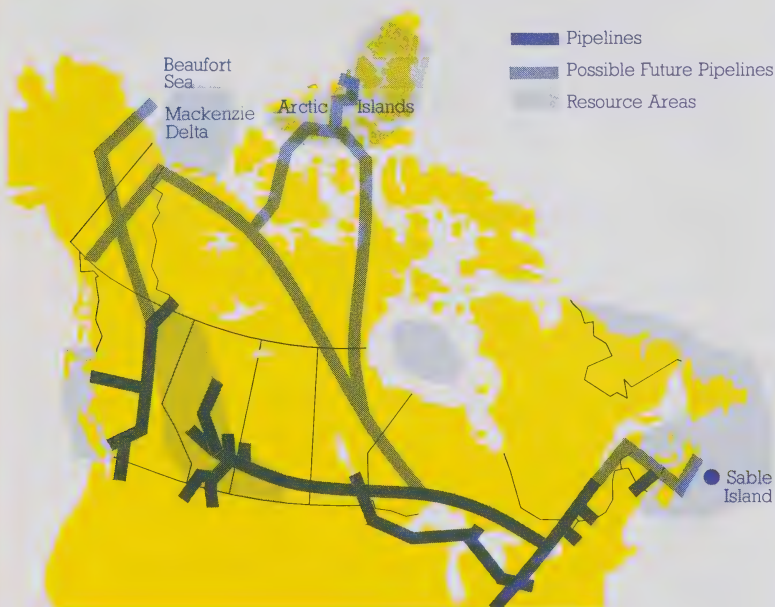 Pipelines
Possible Future Pipelines
Resource Areas
Beaufort
Sea
Mackenzie
Delta
Arctic Islands
Sable
Island